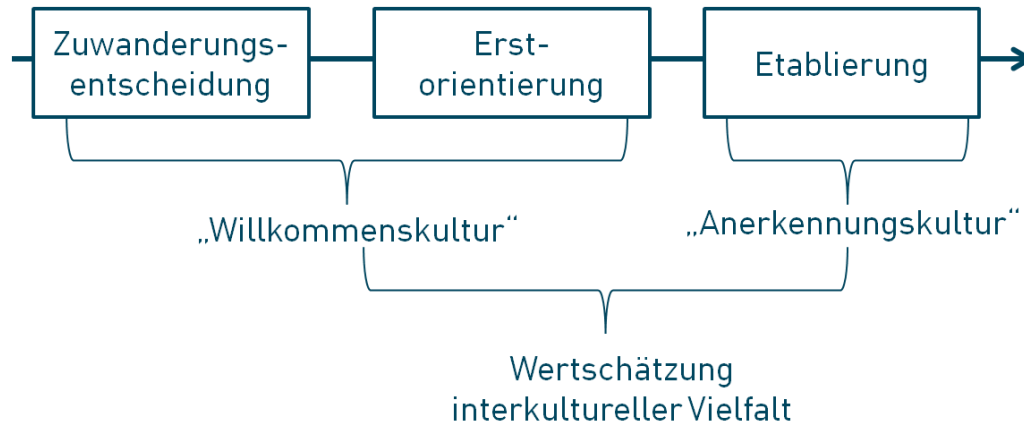 Zuwanderungs-
entscheidung
Erst-
orientierung
Etablierung
„Willkommenskultur“
„Anerkennungskultur“
Wertschätzung
interkultureller Vielfalt